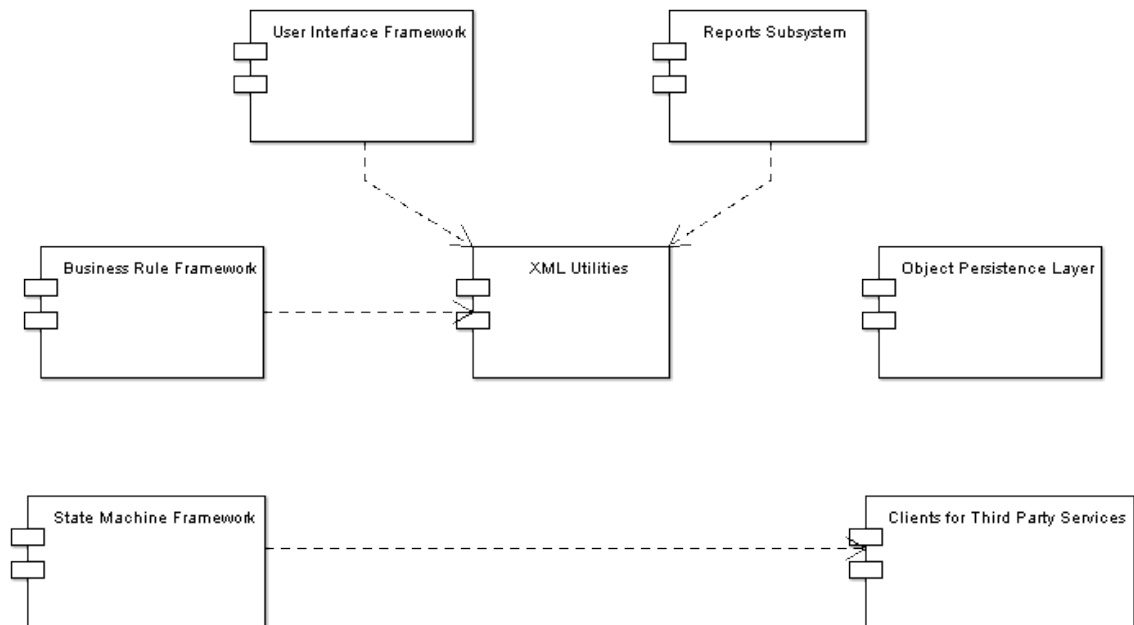 User Interface Framework
Reports Subsystem
Business Rule Framework
XML Utilities
Object Persistence Layer
State Machine Framework
Clients for Third Party Services